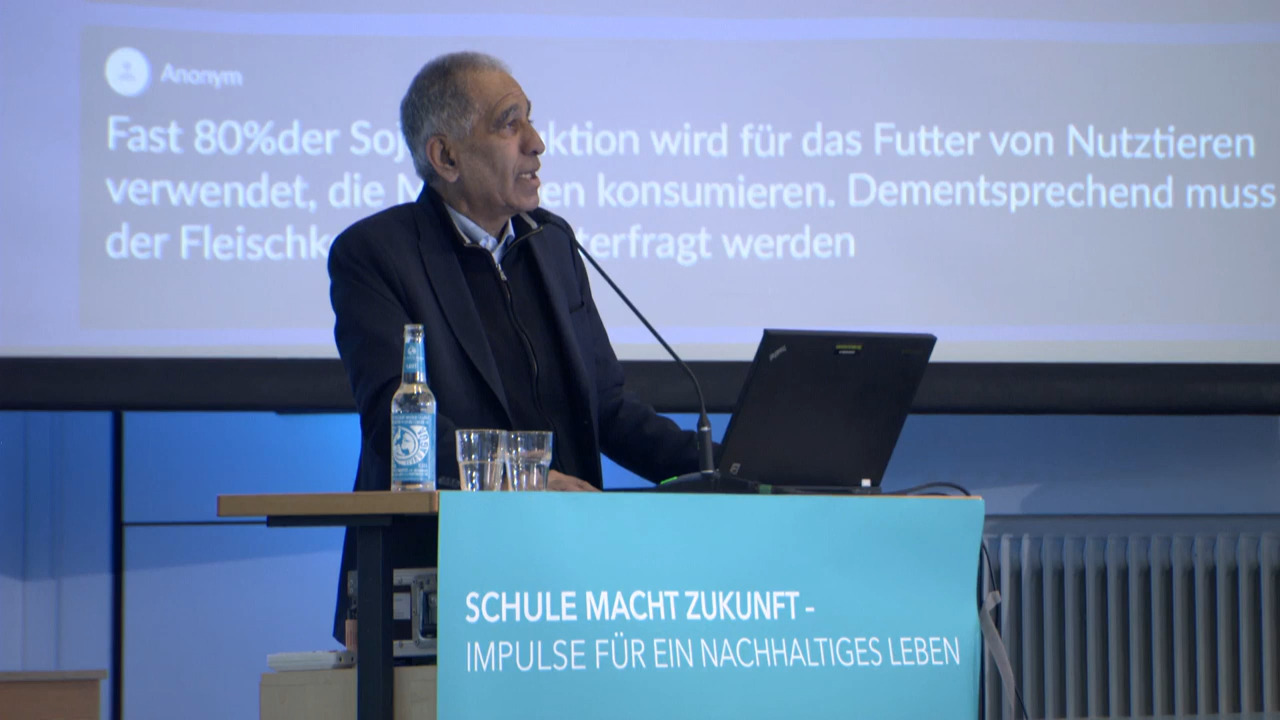 Anonym
Fast 80%der Soj ktion wird für das Futter von Nutztieren
verwendet, die M en konsumieren. Dementsprechend muss
der Fleischk terfragt werden
SCHULE MACHT ZUKUNFT –
IMPULSE FÜR EIN NACHHALTIGES LEBEN